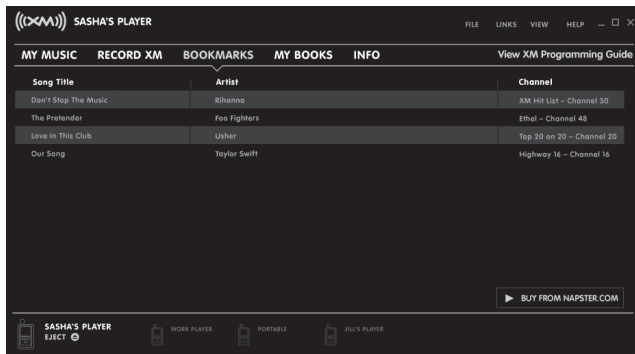 ((XM)) SASHA'S PLAYER FILE LINKS VIEW HELP
MY MUSIC RECORD XM BOOKMARKS MY BOOKS INFO View XM Programming Guide
Song Title Artist Channel
Don't Stop The Music Rihanna XM Hit List – Channel 30
The Pretender Foo Fighters Ethel – Channel 48
Love In This Club Usher Top 20 on 20 – Channel 20
Our Song Taylor Swift Highway 16 – Channel 16
BUY FROM NAPSTER.COM
SASHA'S PLAYER WORK PLAYER PORTABLE JILL'S PLAYER
EJECT